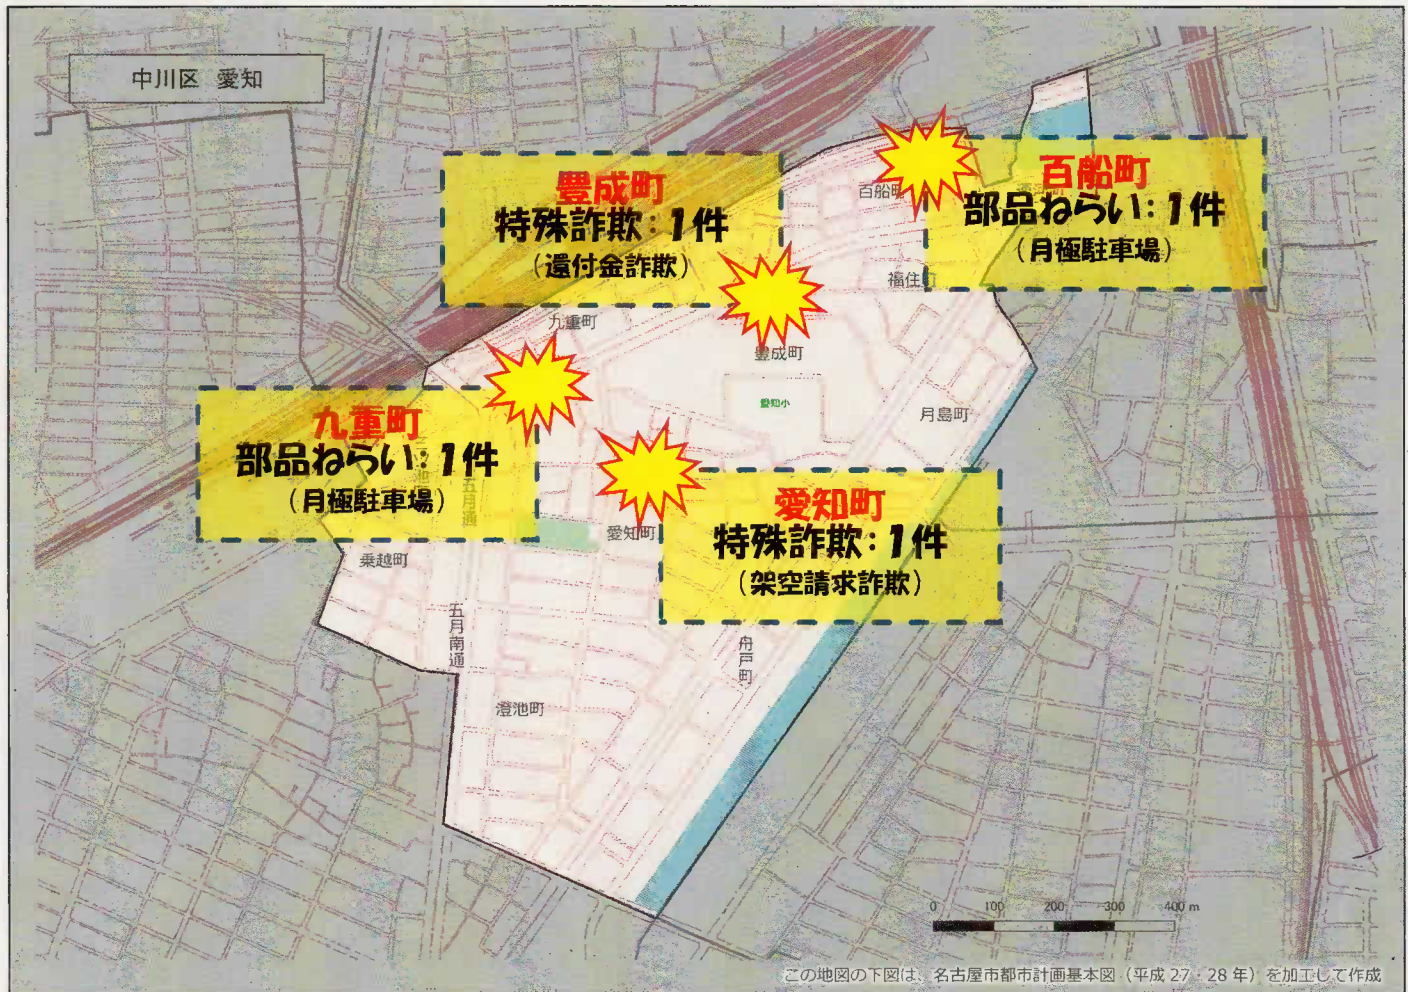 中川区 愛知
豊成町
特殊詐欺:1件
(還付金詐欺)
百船町
部品ねらい:1件
(月極駐車場)
百船町
福住
九重町
豊成町
愛知小
月島町
九重町
部品ねらい:1件
(月極駐車場)
五月通
愛知町
愛知町
特殊詐欺:1件
(架空請求詐欺)
乗越町
五月南通
舟戸町
澄池町
0 100 200 300 400 m
この地図の下図は、名古屋市都市計画基本図(平成 27・28 年)を加工して作成